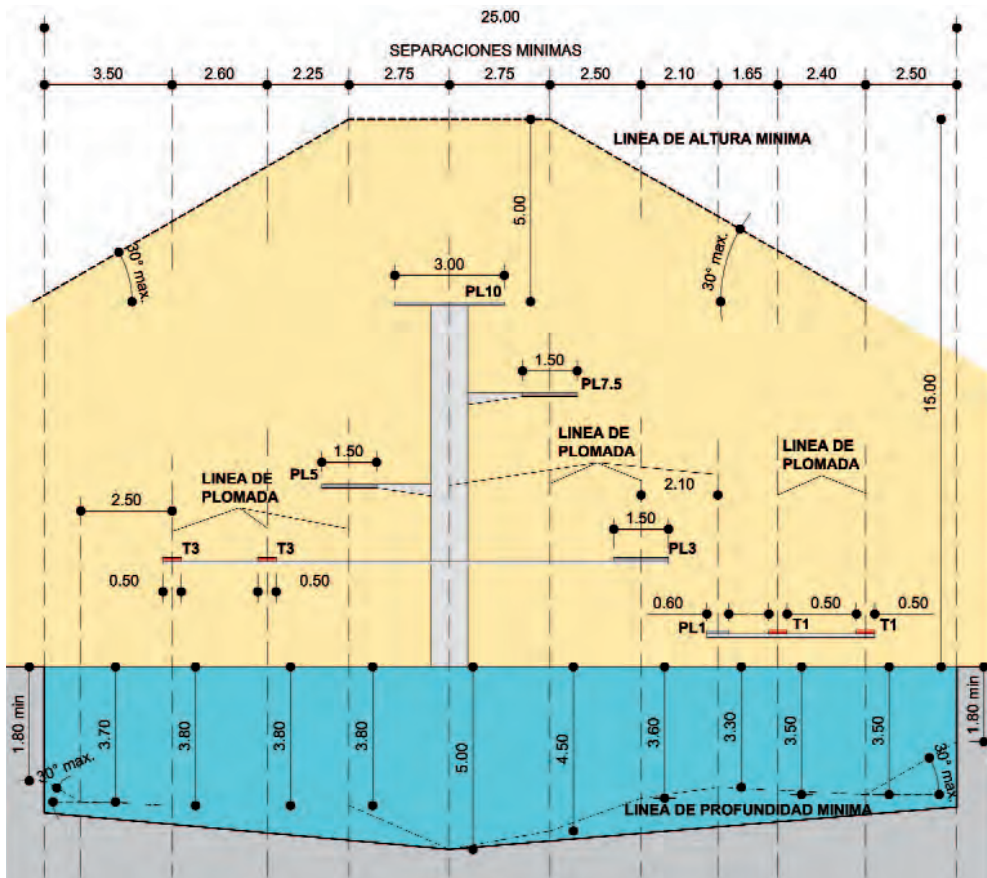 25.00
SEPARACIONES MINIMAS
3.50 2.60 2.25 2.75 2.75 2.50 2.10 1.65 2.40 2.50
LINEA DE ALTURA MINIMA
5.00
30° max.
30° max.
3.00
PL10
1.50
PL7.5
15.00
LINEA DE
PLOMADA
LINEA DE
PLOMADA
1.50
PL5
LINEA DE
PLOMADA
2.50
2.10
1.50
T3
T3
PL3
0.50
0.50
0.60
0.50
0.50
PL1
T1
T1
1.80 min
3.70
3.80
3.80
3.80
5.00
4.50
3.60
3.30
3.50
3.50
1.80 min
30° max.
30° max.
LINEA DE PROFUNDIDAD MINIMA